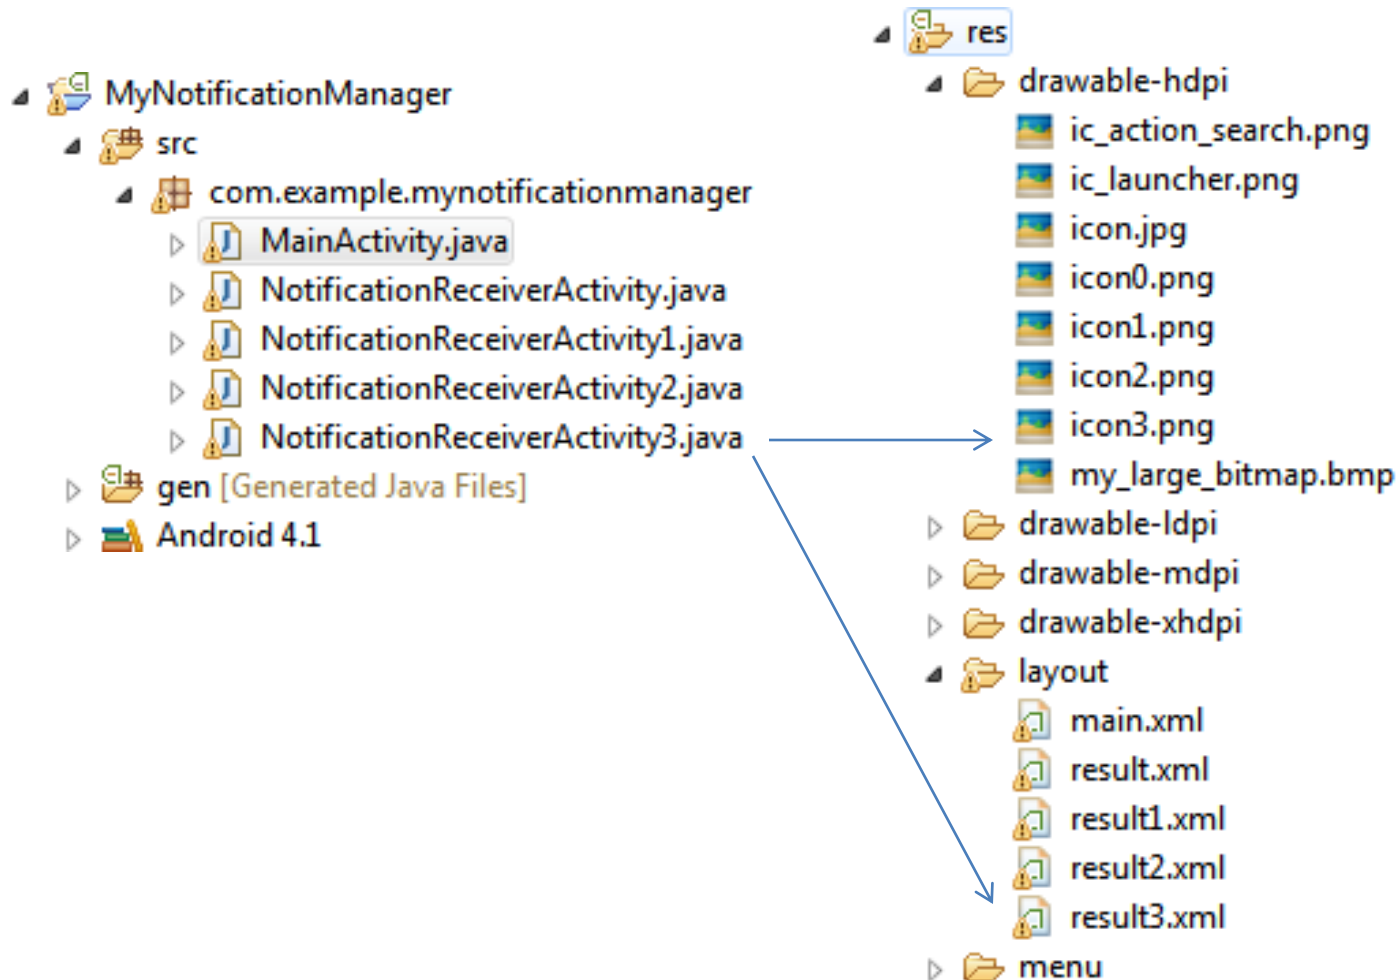 MyNotificationManager
src
com.example.mynotificationmanager
MainActivity.java
NotificationReceiverActivity.java
NotificationReceiverActivity1.java
NotificationReceiverActivity2.java
NotificationReceiverActivity3.java
gen [Generated Java Files]
Android 4.1
res
drawable-hdpi
ic_action_search.png
ic_launcher.png
icon.jpg
icon0.png
icon1.png
icon2.png
icon3.png
my_large_bitmap.bmp
drawable-ldpi
drawable-mdpi
drawable-xhdpi
layout
main.xml
result.xml
result1.xml
result2.xml
result3.xml
menu